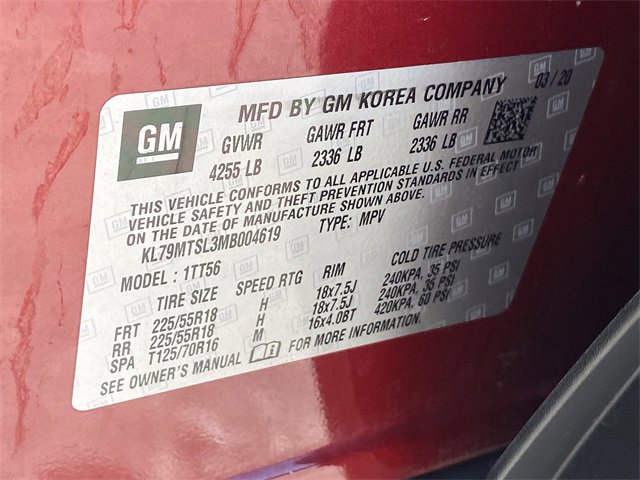 GM
MFD BY GM KOREA COMPANY 03/20
GVWR GAWR FRT GAWR RR
4255 LB 2336 LB 2336 LB
THIS VEHICLE CONFORMS TO ALL APPLICABLE U.S. FEDERAL MOTOR
VEHICLE SAFETY AND THEFT PREVENTION STANDARDS IN EFFECT
ON THE DATE OF MANUFACTURE SHOWN ABOVE.
KL79MTSL3MB004619 TYPE: MPV
MODEL: 1TT56
TIRE SIZE SPEED RTG RIM COLD TIRE PRESSURE
FRT 225/55R18 H 18x7.5J 240KPA, 35 PSI
RR 225/55R18 H 18x7.5J 240KPA, 35 PSI
SPA T125/70R16 M 16x4.0BT 420KPA, 60 PSI
SEE OWNER'S MANUAL FOR MORE INFORMATION.